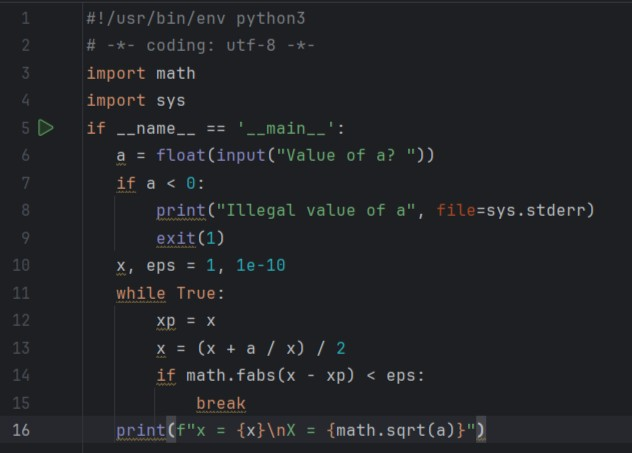 1 #!/usr/bin/env python3
2 # -*- coding: utf-8 -*-
3 import math
4 import sys
5 if __name__ == '__main__':
6 a = float(input("Value of a? "))
7 if a < 0:
8 print("Illegal value of a", file=sys.stderr)
9 exit(1)
10 x, eps = 1, 1e-10
11 while True:
12 xp = x
13 x = (x + a / x) / 2
14 if math.fabs(x - xp) < eps:
15 break
16 print(f"x = {x}\nX = {math.sqrt(a)}")